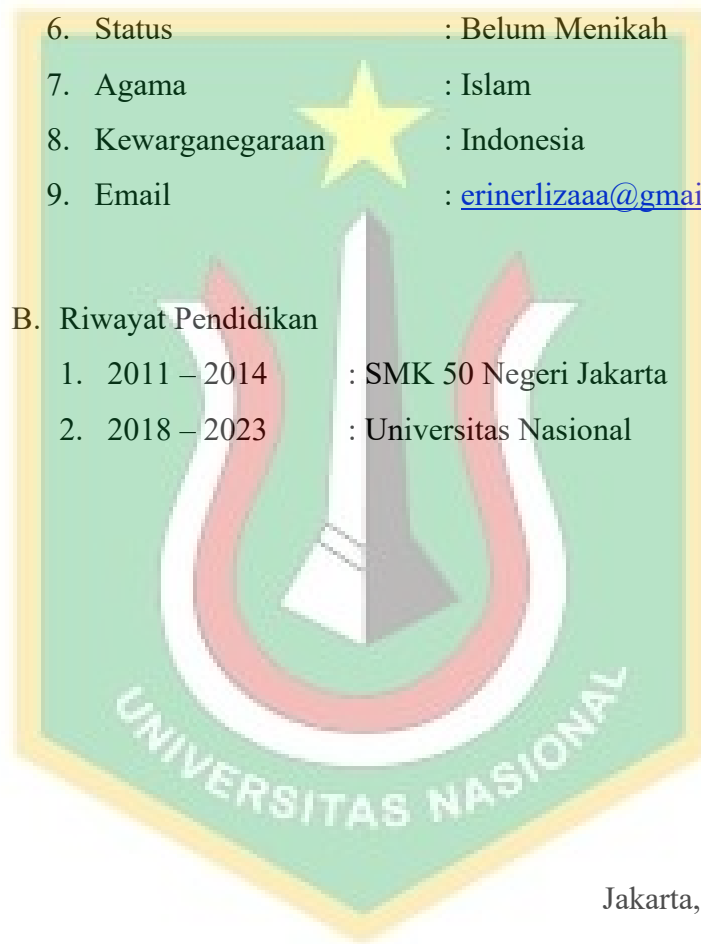 6. Status : Belum Menikah
7. Agama : Islam
8. Kewarganegaraan : Indonesia
9. Email : erinerlizaaa@gmai
B. Riwayat Pendidikan
1. 2011 – 2014 : SMK 50 Negeri Jakarta
2. 2018 – 2023 : Universitas Nasional
UNIVERSITAS NASIONAL
Jakarta,